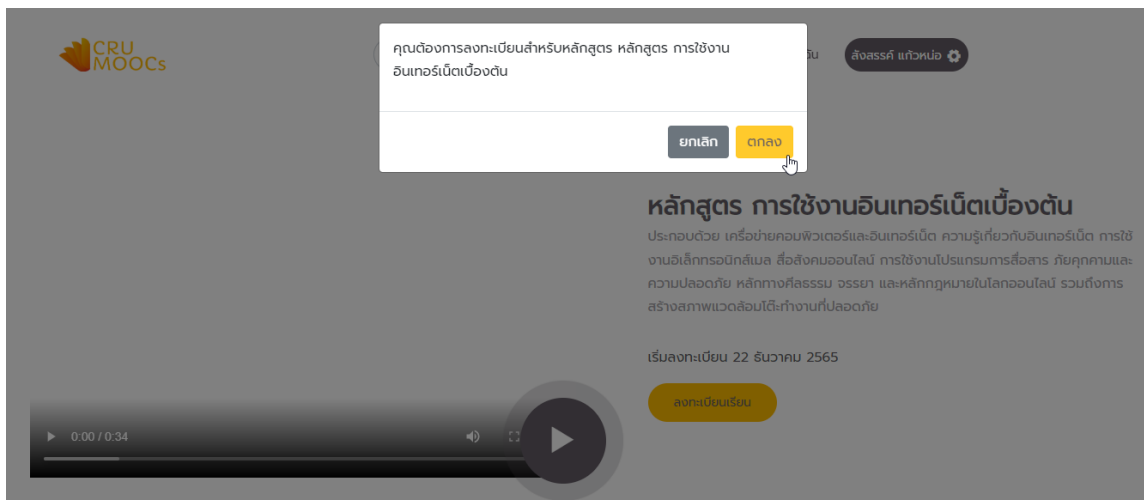 CRU
MOOCs
คุณต้องการลงทะเบียนสำหรับหลักสูตร หลักสูตร การใช้งาน
อินเทอร์เน็ตเบื้องต้น
สังสรรค์ แก้วหน่อ
ยกเลิก ตกลง
หลักสูตร การใช้งานอินเทอร์เน็ตเบื้องต้น
ประกอบด้วย เครือข่ายคอมพิวเตอร์และอินเทอร์เน็ต ความรู้เกี่ยวกับอินเทอร์เน็ต การใช้
งานอิเล็กทรอนิกส์เมล สื่อสังคมออนไลน์ การใช้งานโปรแกรมการสื่อสาร ภัยคุกคามและ
ความปลอดภัย หลักทางศีลธรรม จรรยา และหลักกฎหมายในโลกออนไลน์ รวมถึงการ
สร้างสภาพแวดล้อมโต๊ะทำงานที่ปลอดภัย
เริ่มลงทะเบียน 22 ธันวาคม 2565
ลงทะเบียนเรียน
0:00 / 0:34